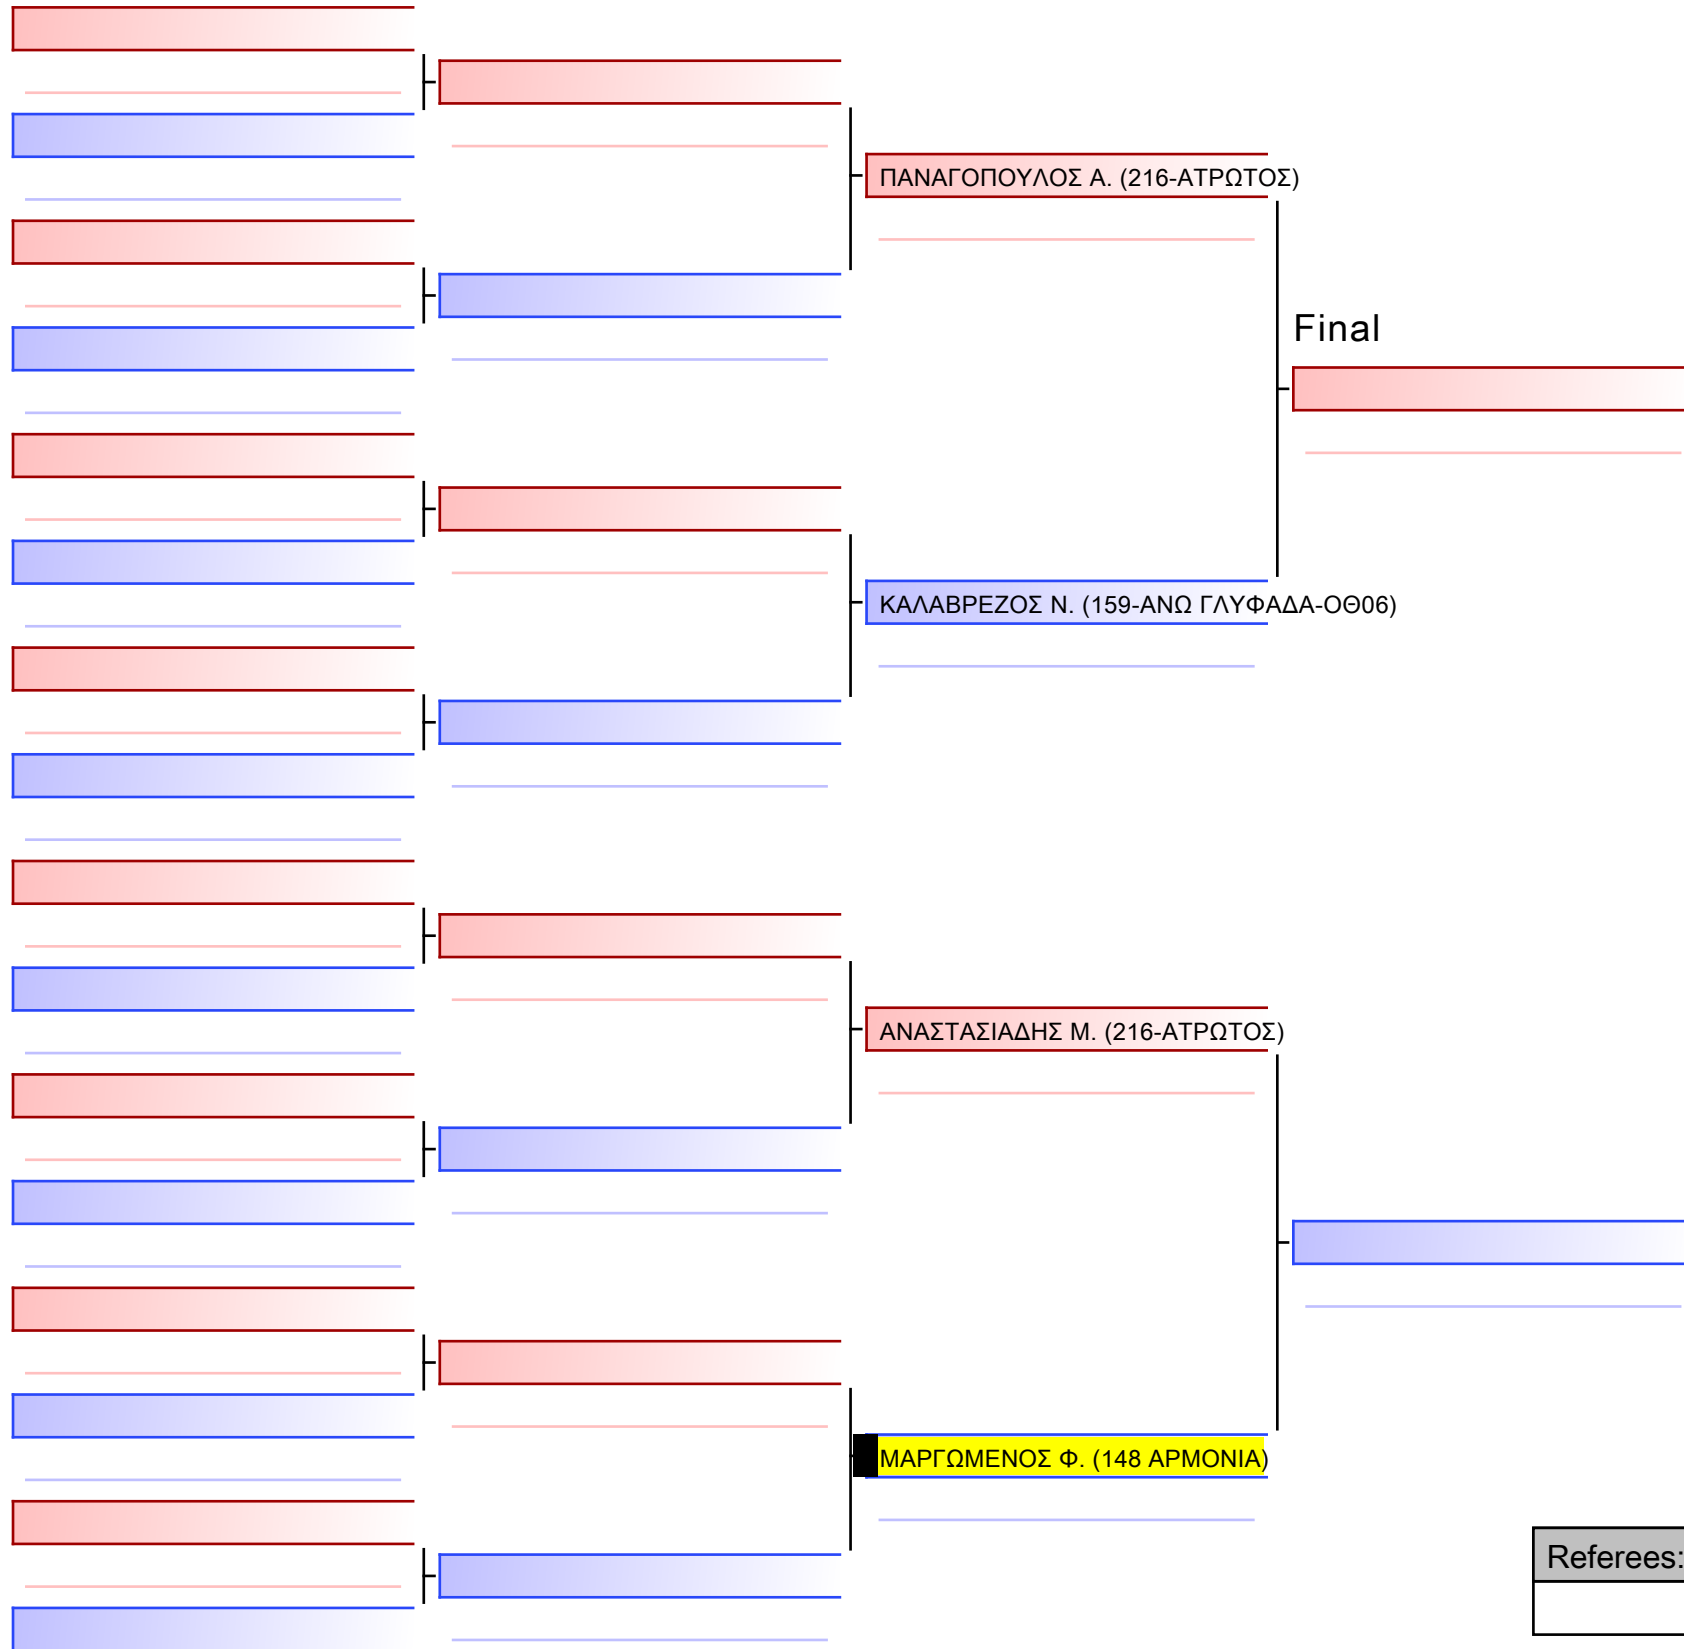 ΠΑΝΑΓΟΠΟΥΛΟΣ Α. (216-ΑΤΡΩΤΟΣ)
Final
ΚΑΛΑΒΡΕΖΟΣ Ν. (159-ΑΝΩ ΓΛΥΦΑΔΑ-ΟΘ06)
ΑΝΑΣΤΑΣΙΑΔΗΣ Μ. (216-ΑΤΡΩΤΟΣ)
ΜΑΡΓΩΜΕΝΟΣ Φ. (148 ΑΡΜΟΝΙΑ)
Referees: